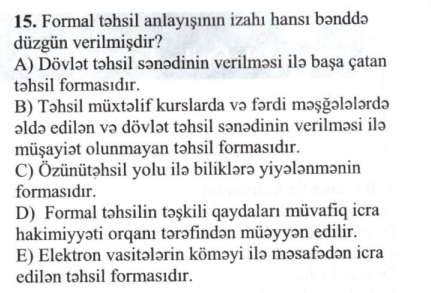 15. Formal təhsil anlayışının izahı hansı bənddə
düzgün verilmişdir?
A) Dövlət təhsil sənədinin verilməsi ilə başa çatan
təhsil formasıdır.
B) Təhsil müxtəlif kurslarda və fərdi məşğələlərdə
əldə edilən və dövlət təhsil sənədinin verilməsi ilə
müşayiət olunmayan təhsil formasıdır.
C) Özünütəhsil yolu ilə biliklərə yiyələnmənin
formasıdır.
D) Formal təhsilin təşkili qaydaları müvafiq icra
hakimiyyəti orqanı tərəfindən müəyyən edilir.
E) Elektron vasitələrin köməyi ilə məsafədən icra
edilən təhsil formasıdır.